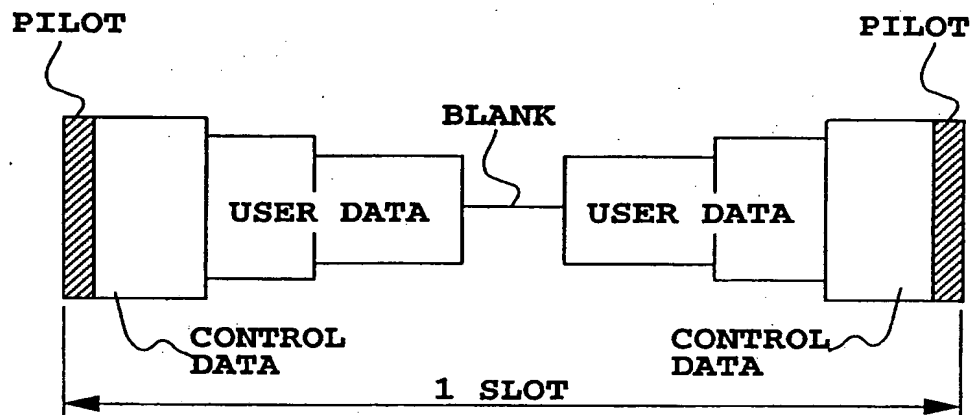 PILOT
PILOT
BLANK
USER DATA
USER DATA
CONTROL
DATA
CONTROL
DATA
1 SLOT